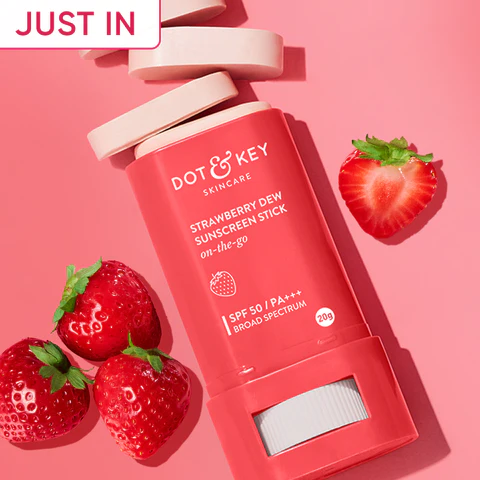 JUST IN
DOT & KEY
SKINCARE
STRAWBERRY DEW
SUNSCREEN STICK
on-the-go
SPF 50 / PA+++
BROAD SPECTRUM
20g